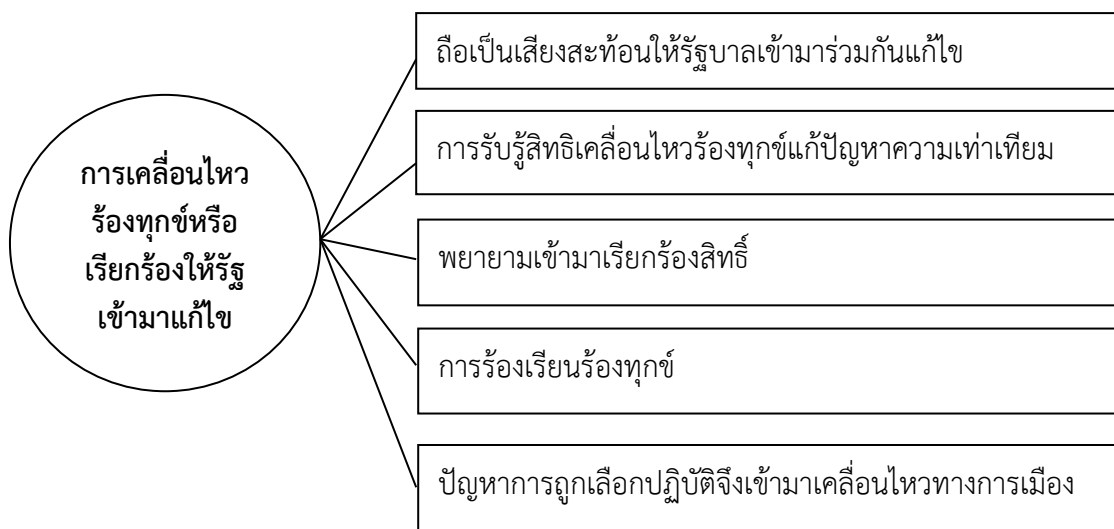 ถือเป็นเสียงสะท้อนให้รัฐบาลเข้ามาร่วมกันแก้ไข
การรับรู้สิทธิเคลื่อนไหวร้องทุกข์แก้ปัญหาความเท่าเทียม
การเคลื่อนไหว
ร้องทุกข์หรือ
เรียกร้องให้รัฐ
เข้ามาแก้ไข
พยายามเข้ามาเรียกร้องสิทธิ์
การร้องเรียนร้องทุกข์
ปัญหาการถูกเลือกปฏิบัติจึงเข้ามาเคลื่อนไหวทางการเมือง